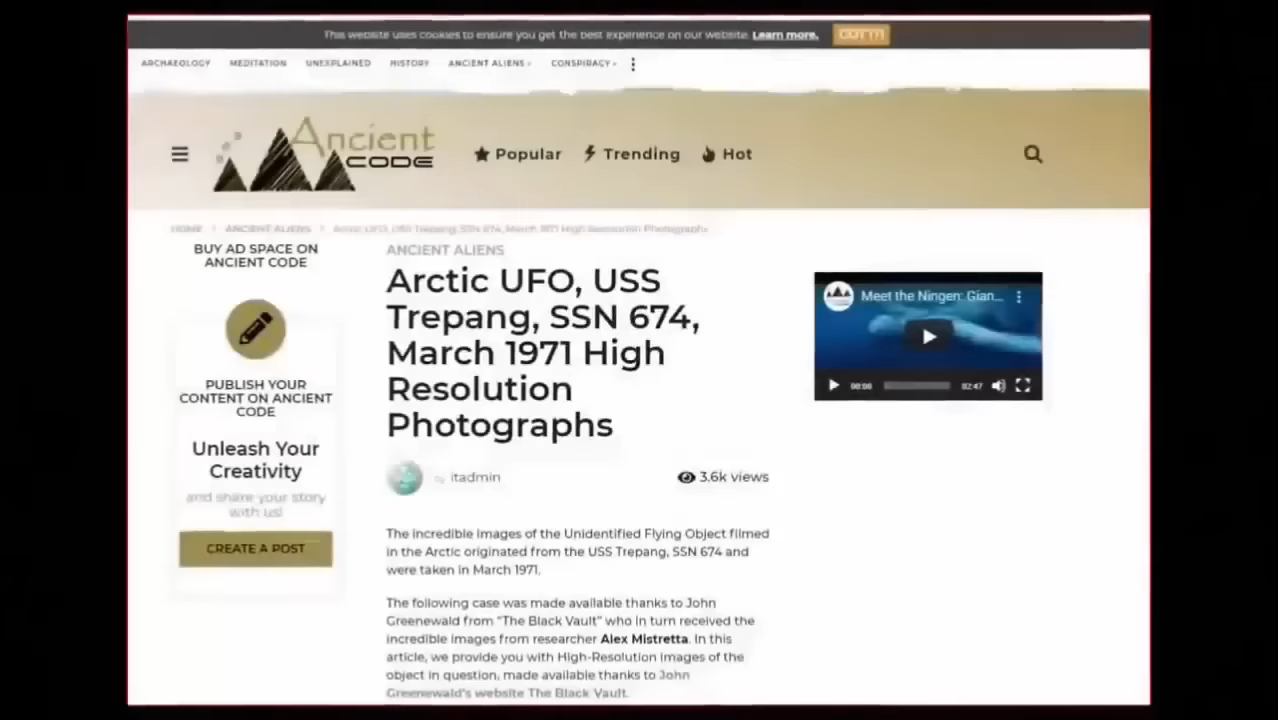 This website uses cookies to ensure you get the best experience on our website. Learn more. GOT IT!
ARCHAEOLOGY MEDITATION UNEXPLAINED HISTORY ANCIENT ALIENS CONSPIRACY
Ancient
CODE
Popular Trending Hot
HOME > ANCIENT ALIENS > Arctic UFO, USS Trepang, SSN 674, March 1971 High Resolution Photographs
BUY AD SPACE ON
ANCIENT CODE
PUBLISH YOUR
CONTENT ON ANCIENT
CODE
Unleash Your
Creativity
and share your story
with us!
CREATE A POST
ANCIENT ALIENS
Arctic UFO, USS
Trepang, SSN 674,
March 1971 High
Resolution
Photographs
by itadmin 3.6k views
The incredible images of the Unidentified Flying Object filmed
in the Arctic originated from the USS Trepang, SSN 674 and
were taken in March 1971.
The following case was made available thanks to John
Greenewald from “The Black Vault” who in turn received the
incredible images from researcher Alex Mistretta. In this
article, we provide you with High-Resolution images of the
object in question, made available thanks to John
Greenewald's website The Black Vault.
Meet the Ningen: Gian...
00:00 02:47